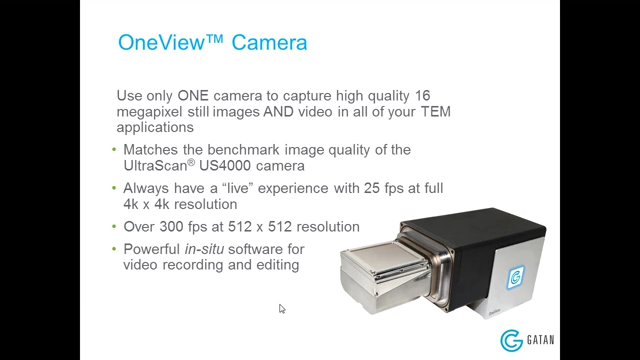 OneView™ Camera
Use only ONE camera to capture high quality 16
megapixel still images AND video in all of your TEM
applications
• Matches the benchmark image quality of the
UltraScan® US4000 camera
• Always have a “live” experience with 25 fps at full
4k x 4k resolution
• Over 300 fps at 512 x 512 resolution
• Powerful in-situ software for
video recording and editing
GATAN